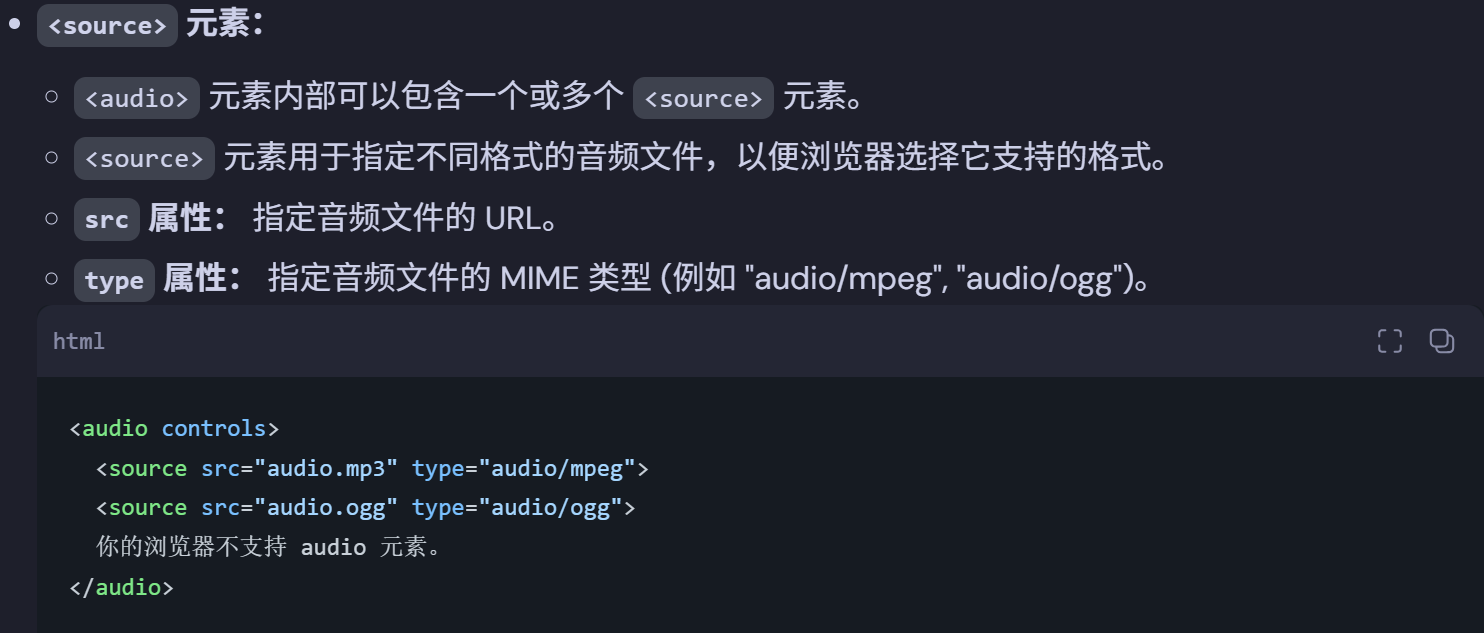 <source> 元素：
<audio> 元素内部可以包含一个或多个 <source> 元素。
<source> 元素用于指定不同格式的音频文件，以便浏览器选择它支持的格式。
src 属性： 指定音频文件的 URL。
type 属性： 指定音频文件的 MIME 类型 (例如 "audio/mpeg", "audio/ogg")。
html
<audio controls>
  <source src="audio.mp3" type="audio/mpeg">
  <source src="audio.ogg" type="audio/ogg">
  你的浏览器不支持 audio 元素。
</audio>